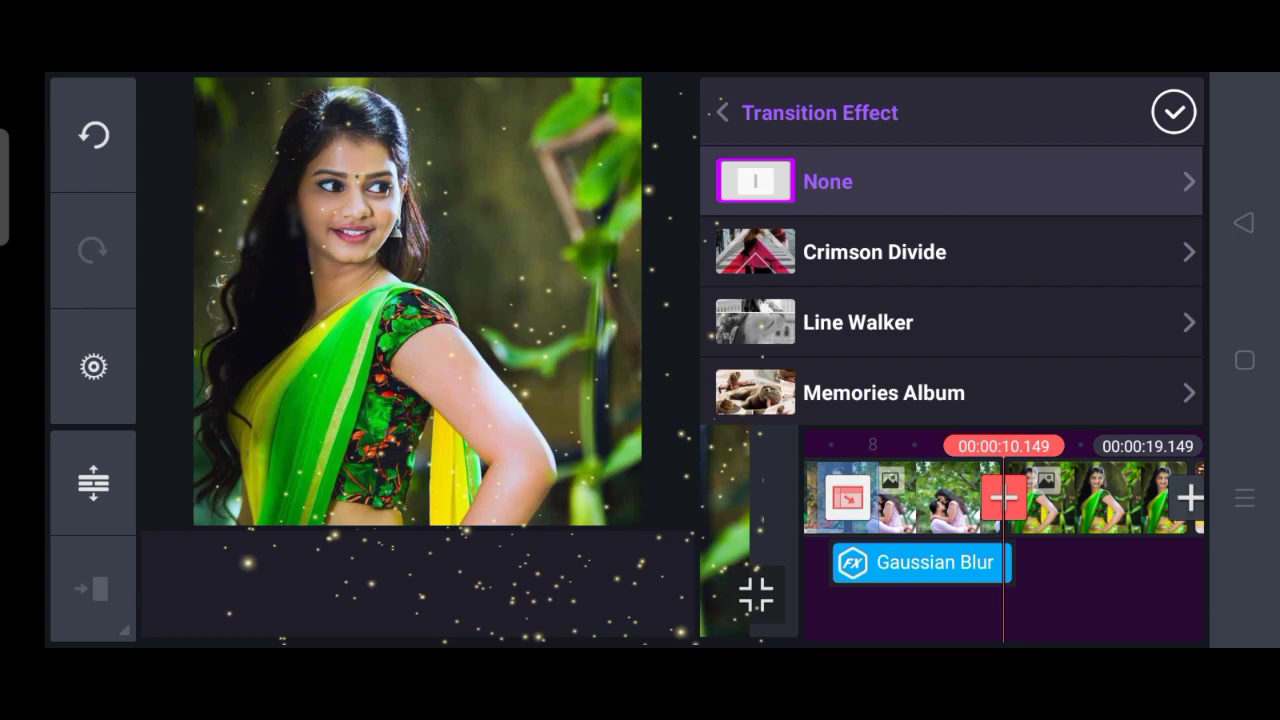 Transition Effect
None
Crimson Divide
Line Walker
Memories Album
8
00:00:10.149
00:00:19.149
FX
Gaussian Blur